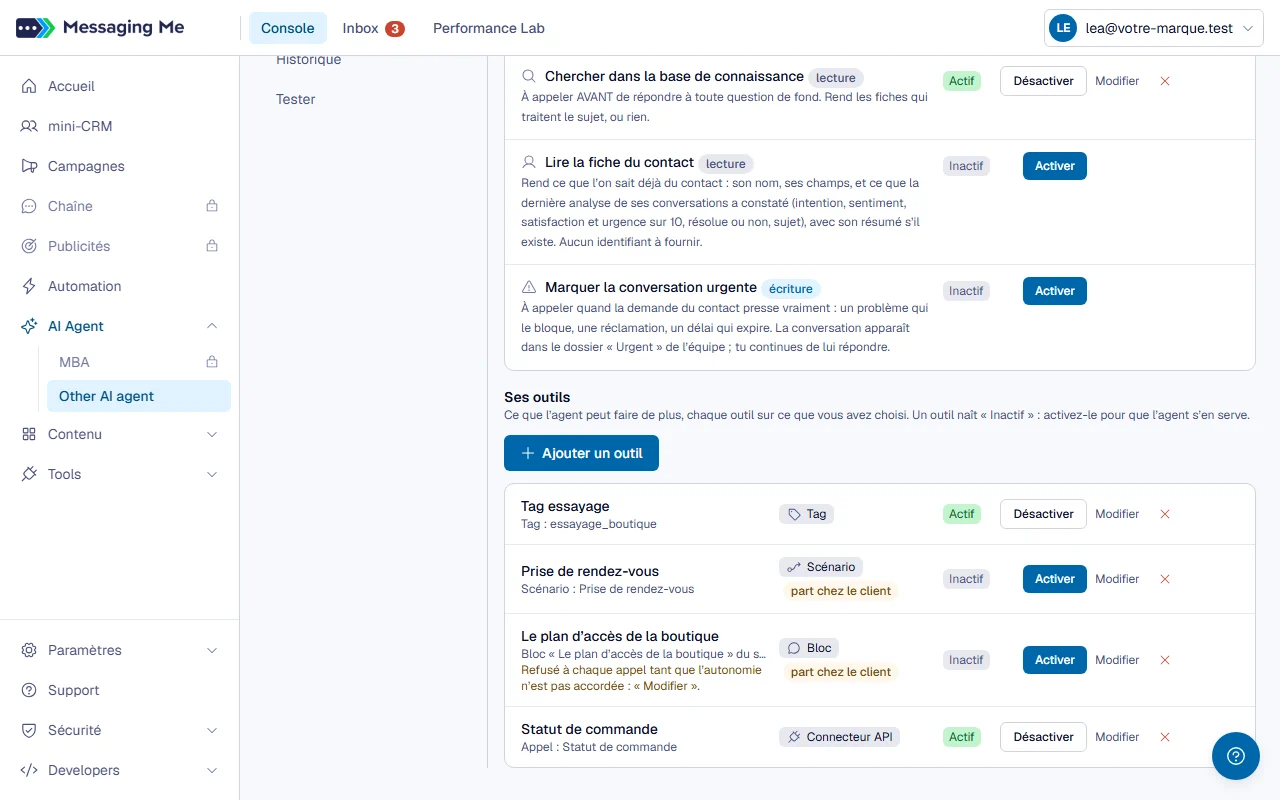 Messaging Me
Console
Inbox 3
Performance Lab
LE lea@votre-marque.test
Accueil
mini-CRM
Campagnes
Chaîne
Publicités
Automation
AI Agent
MBA
Other AI agent
Contenu
Tools
Paramètres
Support
Sécurité
Developers
Historique
Tester
Chercher dans la base de connaissance lecture
À appeler AVANT de répondre à toute question de fond. Rend les fiches qui
traitent le sujet, ou rien.
Actif Désactiver Modifier
Lire la fiche du contact lecture
Rend ce que l’on sait déjà du contact : son nom, ses champs, et ce que la
dernière analyse de ses conversations a constaté (intention, sentiment,
satisfaction et urgence sur 10, résolue ou non, sujet), avec son résumé s’il
existe. Aucun identifiant à fournir.
Inactif Activer
Marquer la conversation urgente écriture
À appeler quand la demande du contact presse vraiment : un problème qui
le bloque, une réclamation, un délai qui expire. La conversation apparaît
dans le dossier « Urgent » de l’équipe ; tu continues de lui répondre.
Inactif Activer
Ses outils
Ce que l’agent peut faire de plus, chaque outil sur ce que vous avez choisi. Un outil naît « Inactif » : activez-le pour que l’agent s’en serve.
Ajouter un outil
Tag essayage
Tag : essayage_boutique
Tag
Actif Désactiver Modifier
Prise de rendez-vous
Scénario : Prise de rendez-vous
Scénario
part chez le client
Inactif Activer Modifier
Le plan d’accès de la boutique
Bloc « Le plan d’accès de la boutique » du s…
Refusé à chaque appel tant que l’autonomie
n’est pas accordée : « Modifier ».
Bloc
part chez le client
Inactif Activer Modifier
Statut de commande
Appel : Statut de commande
Connecteur API
Actif Désactiver Modifier